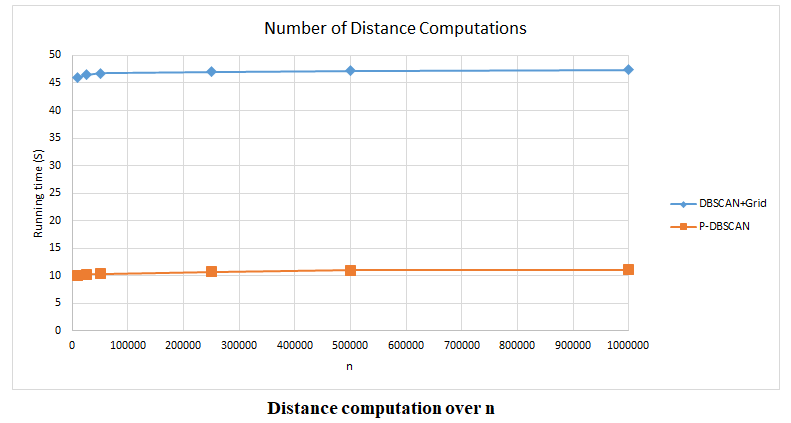 Number of Distance Computations
50
45
40
35
30
25
20
15
10
5
0
Running time (S)
0 100000 200000 300000 400000 500000 600000 700000 800000 900000 1000000
n
DBSCAN+Grid
P-DBSCAN
Distance computation over n